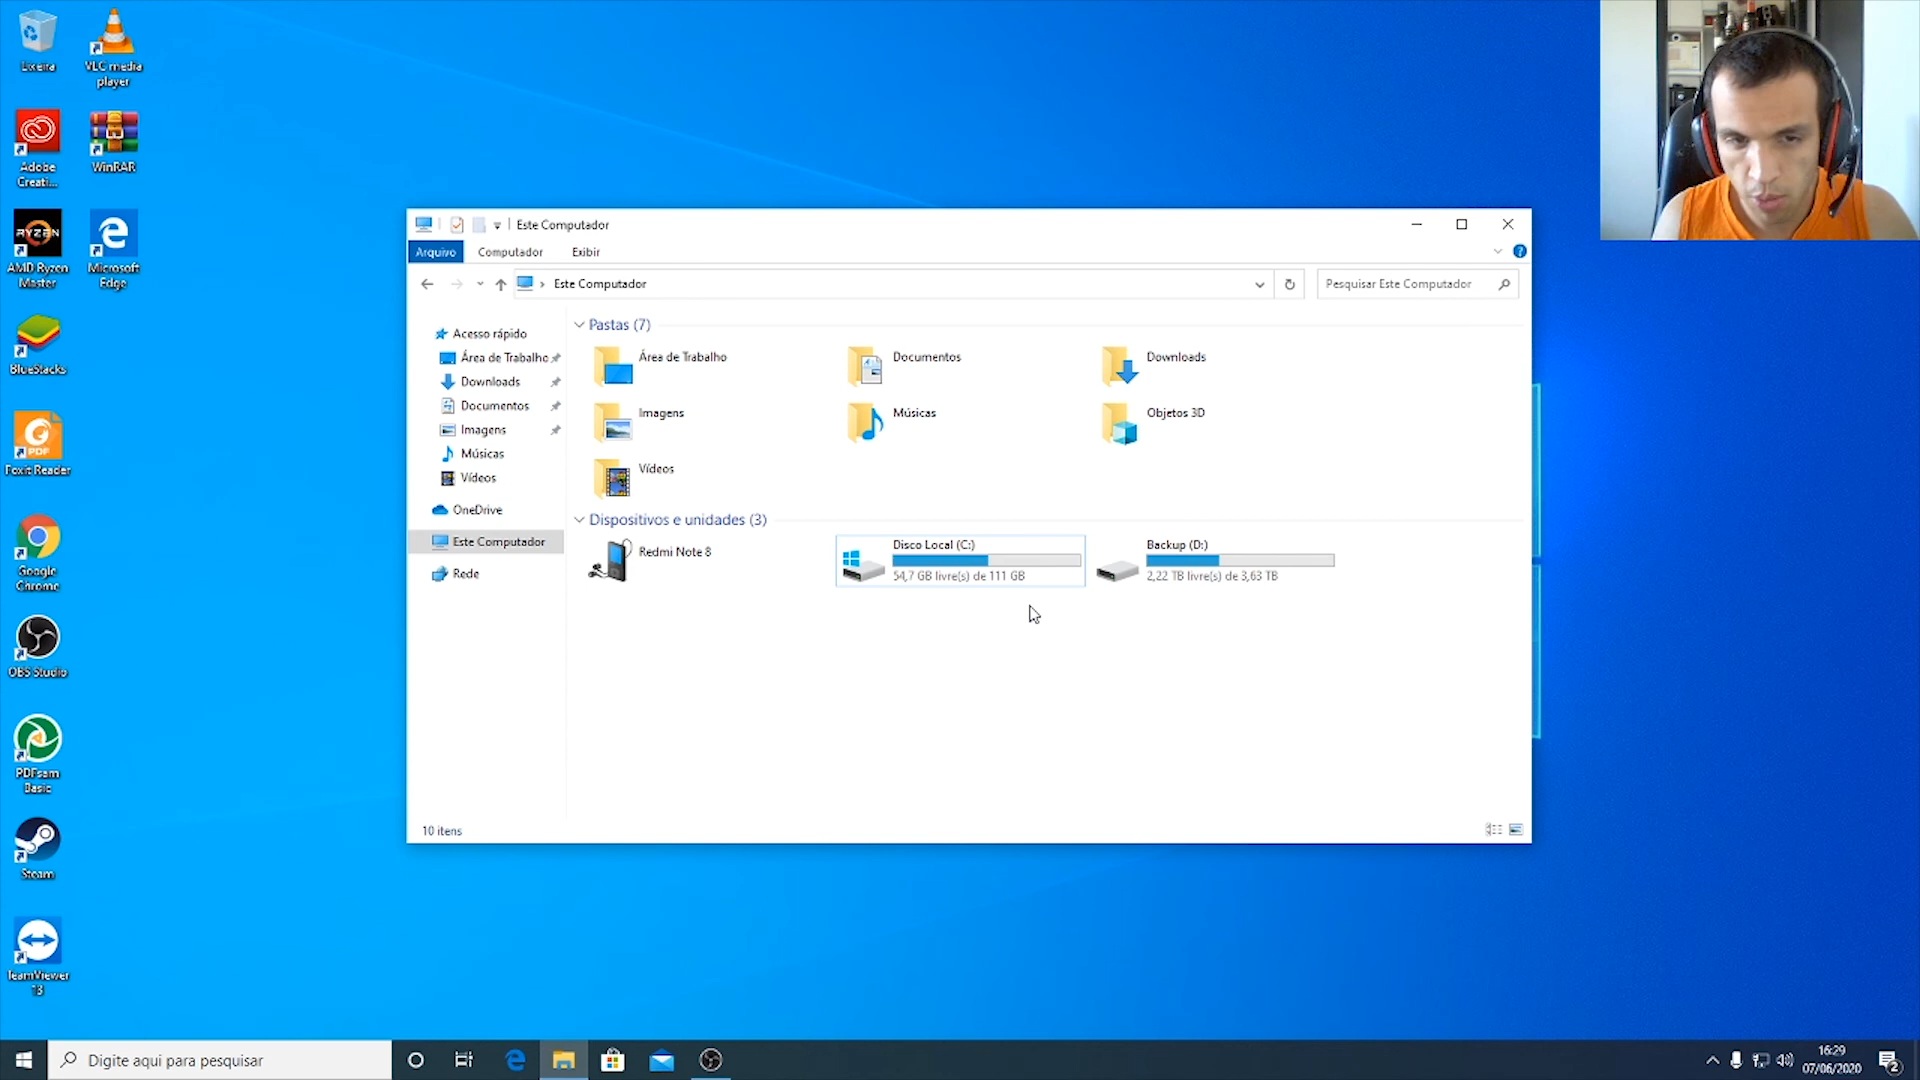 Lixeira
VLC media
player
Adobe
Creati...
WinRAR
RYZEN
AMD Ryzen
Master
Microsoft
Edge
BlueStacks
PDF
Foxit Reader
Google
Chrome
OBS Studio
PDFsam
Basic
Steam
TeamViewer
13
Este Computador
Arquivo
Computador
Exibir
Este Computador
Pesquisar Este Computador
Acesso rápido
Área de Trabalho
Downloads
Documentos
Imagens
Músicas
Vídeos
OneDrive
Este Computador
Rede
Pastas (7)
Área de Trabalho
Documentos
Downloads
Imagens
Músicas
Objetos 3D
Vídeos
Dispositivos e unidades (3)
Redmi Note 8
Disco Local (C:)
54,7 GB livre(s) de 111 GB
Backup (D:)
2,22 TB livre(s) de 3,63 TB
10 itens
Digite aqui para pesquisar
16:29
07/06/2020
2